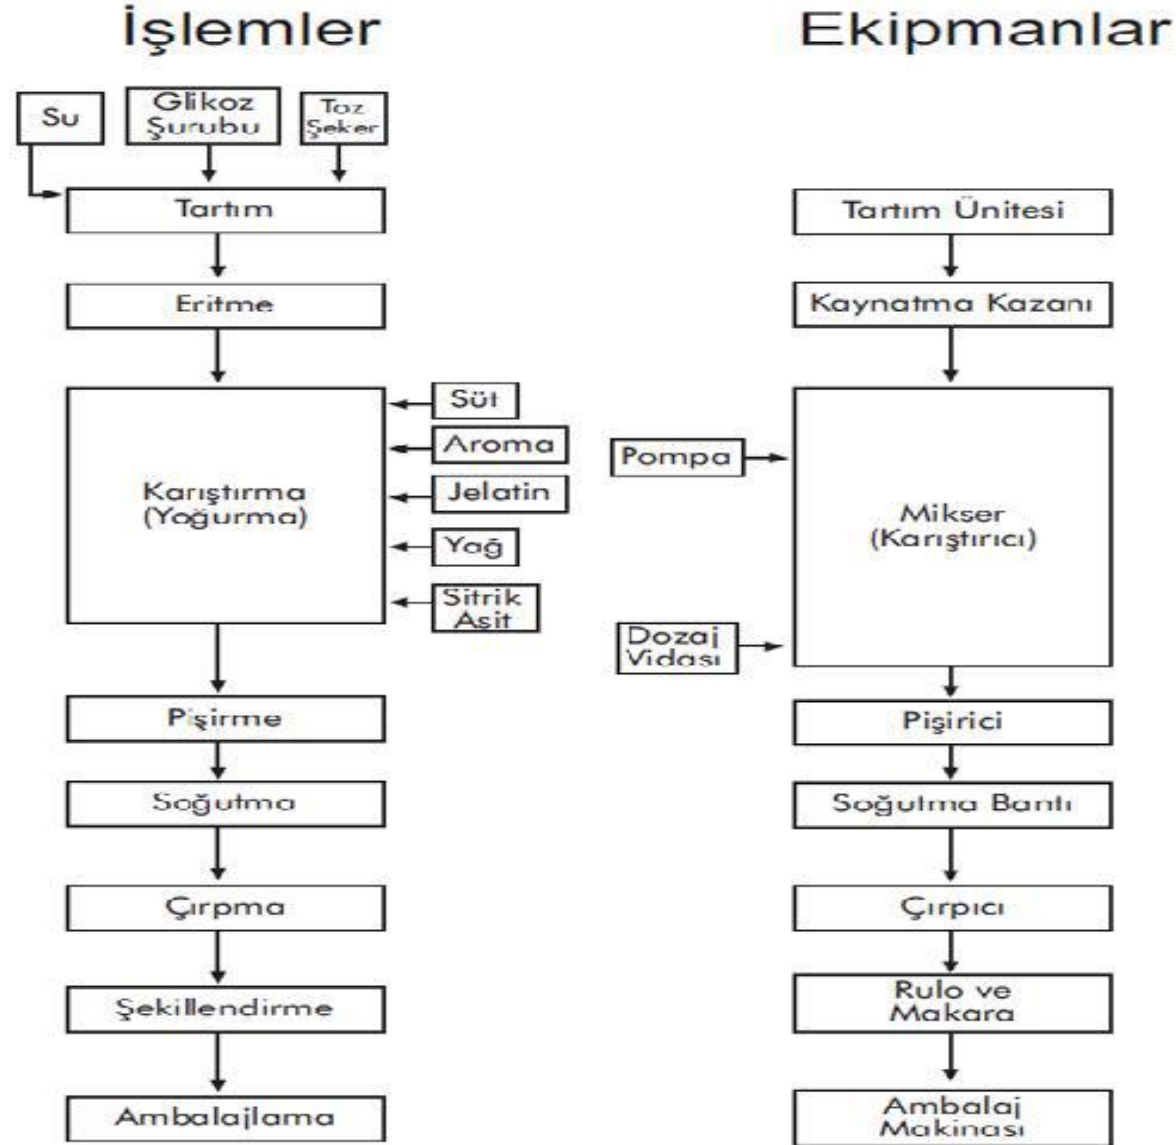 İşlemler
Ekipmanlar
Su
Glikoz
Şurubu
Toz
Şeker
Tartım
Tartım Ünitesi
Eritme
Kaynatma Kazanı
Karıştırma
(Yoğurma)
Süt
Aroma
Jelatin
Yağ
Sitrik
Asit
Pompa
Mikser
(Karıştırıcı)
Dozaj
Vidası
Pişirme
Pişirici
Soğutma
Soğutma Bantı
Çırpma
Çırpıcı
Şekillendirme
Rulo ve
Makara
Ambalajlama
Ambalaj
Makinası